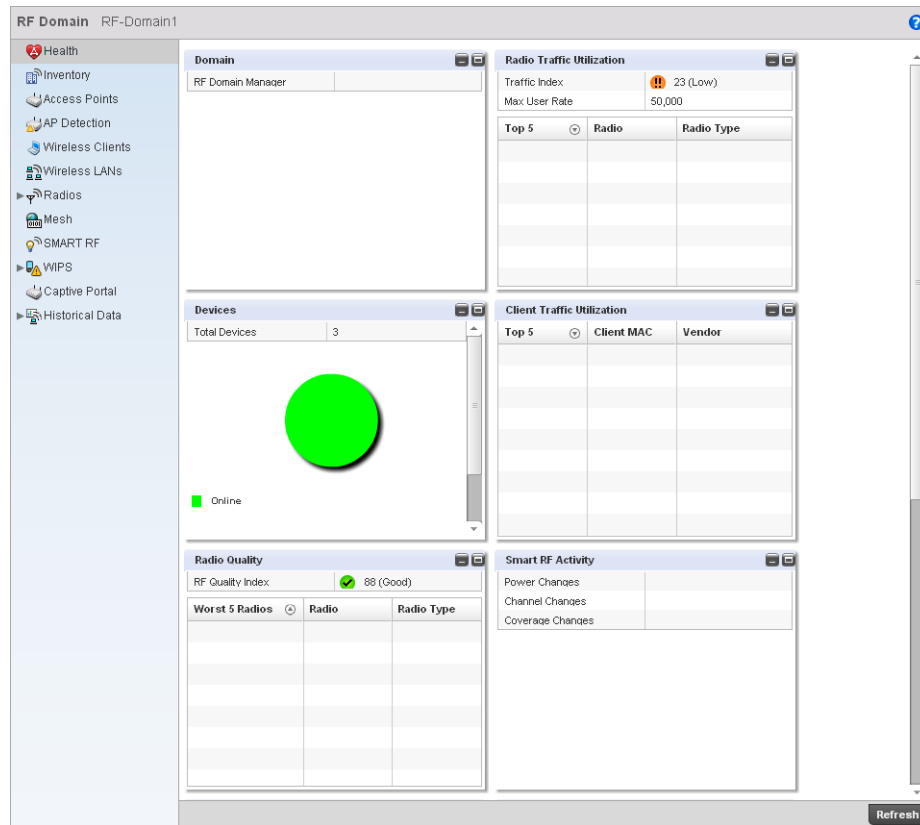 RF Domain RF-Domain1
?
Health
Inventory
Access Points
AP Detection
Wireless Clients
Wireless LANs
Radios
Mesh
SMART RF
WIPS
Captive Portal
Historical Data
Domain
RF Domain Manager
Radio Traffic Utilization
Traffic Index 23 (Low)
Max User Rate 50,000
Top 5 Radio Radio Type
Devices
Total Devices 3
Online
Client Traffic Utilization
Top 5 Client MAC Vendor
Radio Quality
RF Quality Index 88 (Good)
Worst 5 Radios Radio Radio Type
Smart RF Activity
Power Changes
Channel Changes
Coverage Changes
Refresh